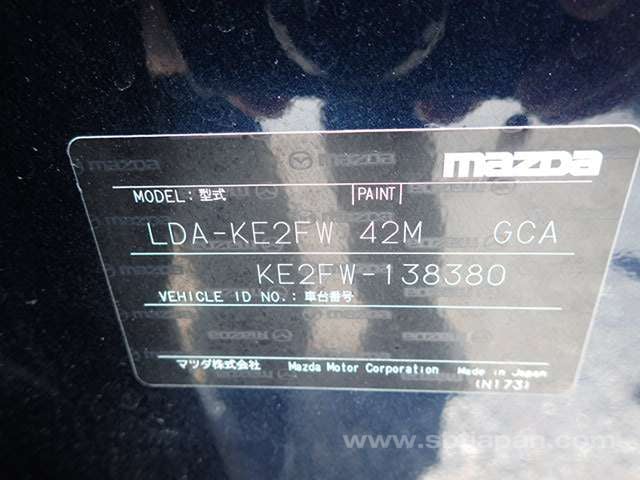 mazda
MODEL: 型式 PAINT
LDA-KE2FW 42M GCA
KE2FW-138380
VEHICLE ID NO.: 車台番号
マツダ株式会社 Mazda Motor Corporation Made in Japan
(N173)
www.sbtjapan.com